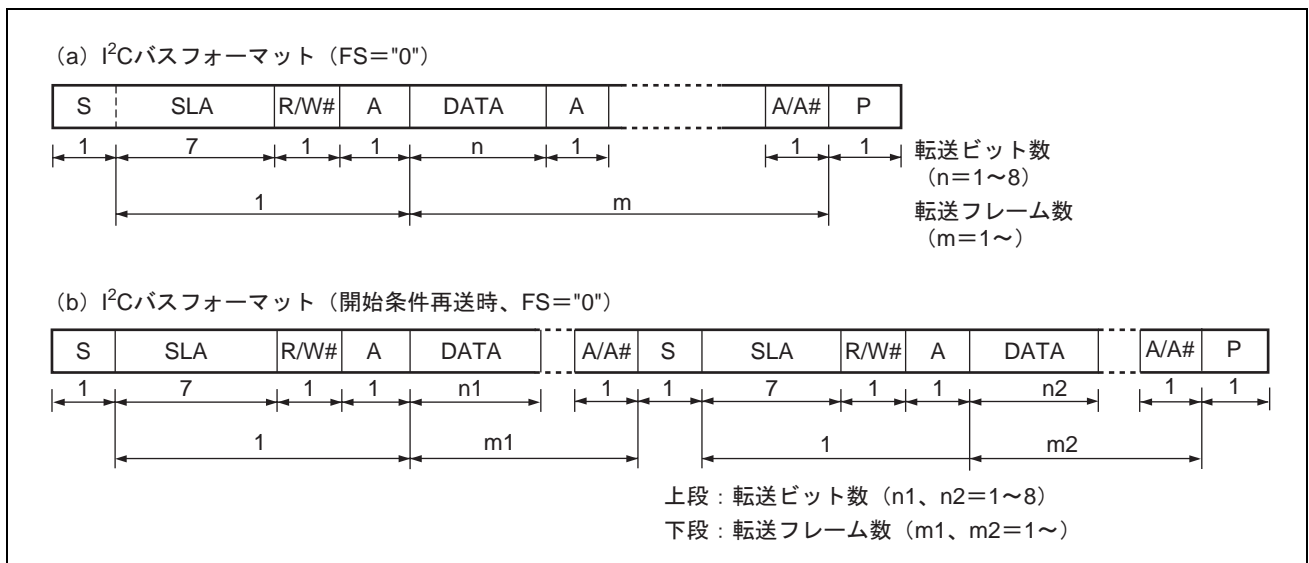 (a) I²Cバスフォーマット（FS＝"0"）
S SLA R/W# A DATA A A/A# P
1 7 1 1 n 1 1 1
転送ビット数
（n＝1～8）
1 m
転送フレーム数
（m＝1～）
(b) I²Cバスフォーマット（開始条件再送時、FS＝"0"）
S SLA R/W# A DATA A/A# S SLA R/W# A DATA A/A# P
1 7 1 1 n1 1 1 7 1 1 n2 1 1
1 m1 1 m2
上段：転送ビット数（n1、n2＝1～8）
下段：転送フレーム数（m1、m2＝1～）